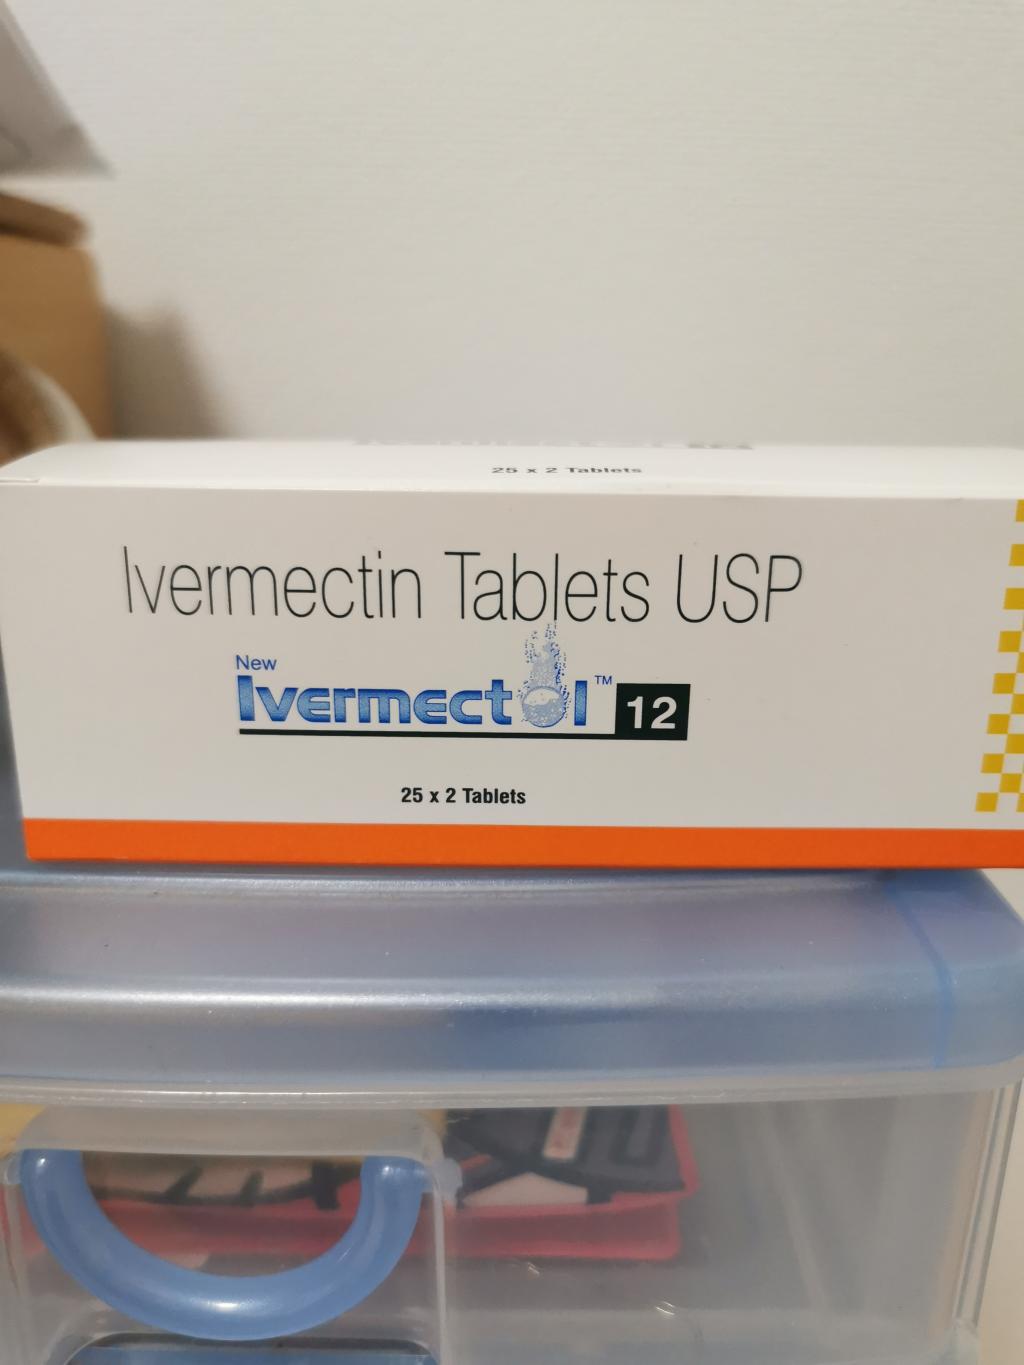 25 x 2 Tablets
Ivermectin Tablets USP
New
Ivermectol™ 12
25 x 2 Tablets